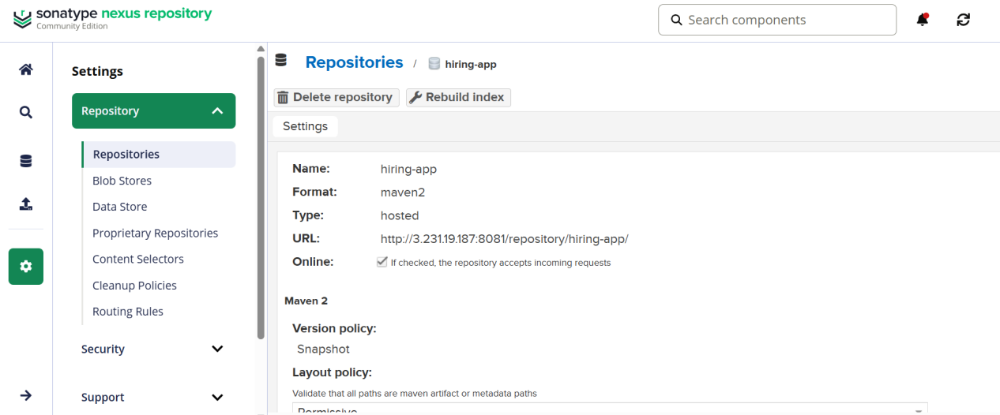 sonatype nexus repository
Community Edition
Search components
Settings
Repository
Repositories
Blob Stores
Data Store
Proprietary Repositories
Content Selectors
Cleanup Policies
Routing Rules
Security
Support
Repositories / hiring-app
Delete repository Rebuild index
Settings
Name: hiring-app
Format: maven2
Type: hosted
URL: http://3.231.19.187:8081/repository/hiring-app/
Online: If checked, the repository accepts incoming requests
Maven 2
Version policy:
Snapshot
Layout policy:
Validate that all paths are maven artifact or metadata paths
Permissive